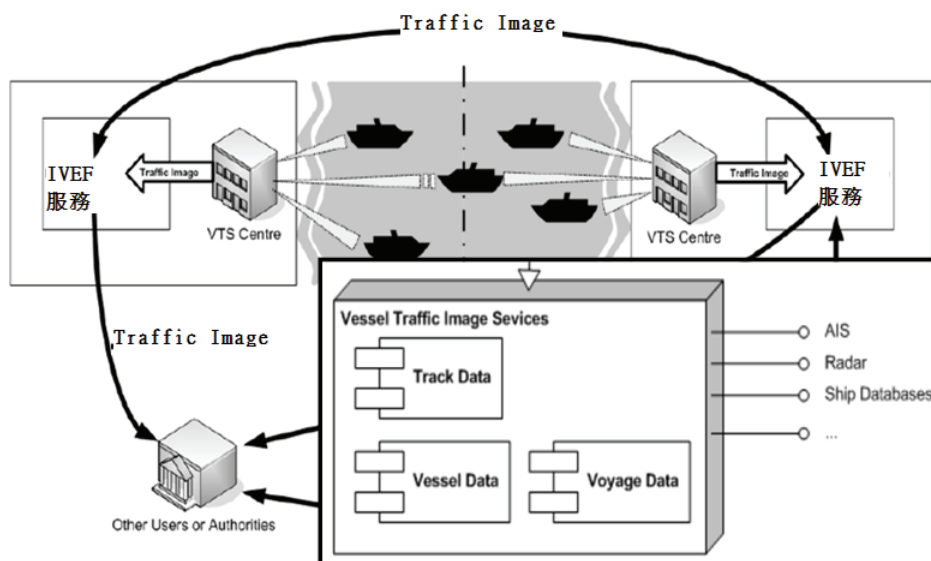 Traffic Image
IVEF
服務
Traffic Image
VTS Centre
Traffic Image
IVEF
服務
VTS Centre
Traffic Image
Vessel Traffic Image Sevices
Track Data
Vessel Data
Voyage Data
AIS
Radar
Ship Databases
...
Other Users or Authorities